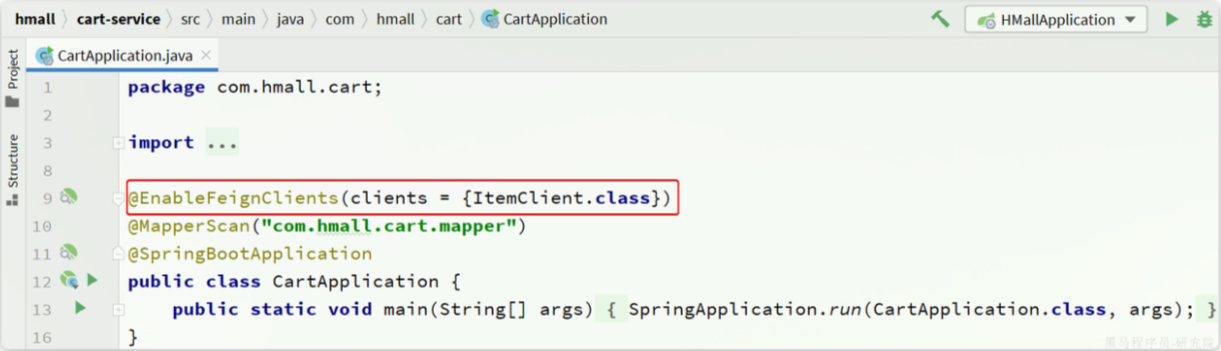 hmall cart-service src main java com hmall cart CartApplication HMallApplication
Project
Structure
CartApplication.java
1 package com.hmall.cart;
2
3 import ...
8
9 @EnableFeignClients(clients = {ItemClient.class})
10 @MapperScan("com.hmall.cart.mapper")
11 @SpringBootApplication
12 public class CartApplication {
13 public static void main(String[] args) { SpringApplication.run(CartApplication.class, args); }
16 }
黑马程序员-研究院